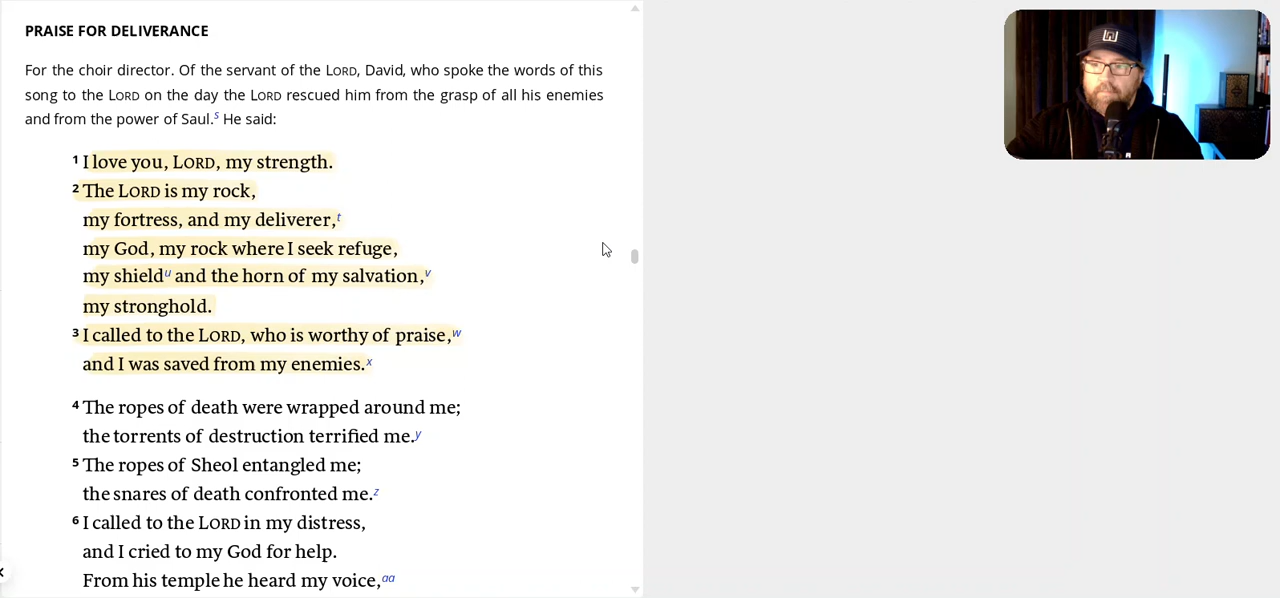 PRAISE FOR DELIVERANCE
For the choir director. Of the servant of the LORD, David, who spoke the words of this
song to the LORD on the day the LORD rescued him from the grasp of all his enemies
and from the power of Saul.s He said:
1 I love you, LORD, my strength.
2 The LORD is my rock,
my fortress, and my deliverer,t
my God, my rock where I seek refuge,
my shieldu and the horn of my salvation,v
my stronghold.
3 I called to the LORD, who is worthy of praise,w
and I was saved from my enemies.x
4 The ropes of death were wrapped around me;
the torrents of destruction terrified me.y
5 The ropes of Sheol entangled me;
the snares of death confronted me.z
6 I called to the LORD in my distress,
and I cried to my God for help.
From his temple he heard my voice,aa